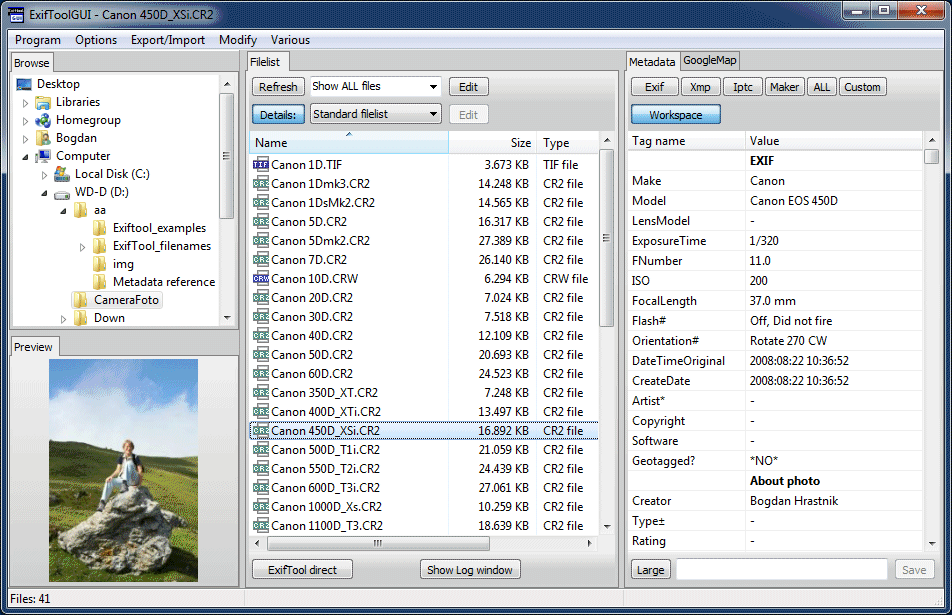 ExifToolGUI - Canon 450D_XSi.CR2
Program Options Export/Import Modify Various
Browse
Desktop
Libraries
Homegroup
Bogdan
Computer
Local Disk (C:)
WD-D (D:)
aa
Exiftool_examples
ExifTool_filenames
img
Metadata reference
CameraFoto
Down
Preview
Filelist
Refresh Show ALL files Edit
Details: Standard filelist Edit
Name Size Type
Canon 1D.TIF 3.673 KB TIF file
Canon 1Dmk3.CR2 14.248 KB CR2 file
Canon 1DsMk2.CR2 14.565 KB CR2 file
Canon 5D.CR2 16.317 KB CR2 file
Canon 5Dmk2.CR2 27.389 KB CR2 file
Canon 7D.CR2 26.140 KB CR2 file
Canon 10D.CRW 6.294 KB CRW file
Canon 20D.CR2 7.024 KB CR2 file
Canon 30D.CR2 7.518 KB CR2 file
Canon 40D.CR2 12.109 KB CR2 file
Canon 50D.CR2 20.693 KB CR2 file
Canon 60D.CR2 24.523 KB CR2 file
Canon 350D_XT.CR2 7.248 KB CR2 file
Canon 400D_XTi.CR2 13.497 KB CR2 file
Canon 450D_XSi.CR2 16.892 KB CR2 file
Canon 500D_T1i.CR2 21.059 KB CR2 file
Canon 550D_T2i.CR2 24.439 KB CR2 file
Canon 600D_T3i.CR2 27.061 KB CR2 file
Canon 1000D_Xs.CR2 10.259 KB CR2 file
Canon 1100D_T3.CR2 18.639 KB CR2 file
ExifTool direct Show Log window
Metadata GoogleMap
Exif Xmp Iptc Maker ALL Custom
Workspace
Tag name Value
EXIF
Make Canon
Model Canon EOS 450D
LensModel -
ExposureTime 1/320
FNumber 11.0
ISO 200
FocalLength 37.0 mm
Flash# Off, Did not fire
Orientation# Rotate 270 CW
DateTimeOriginal 2008:08:22 10:36:52
CreateDate 2008:08:22 10:36:52
Artist* -
Copyright -
Software -
Geotagged? *NO*
About photo
Creator Bogdan Hrastnik
Type± -
Rating -
Large Save
Files: 41